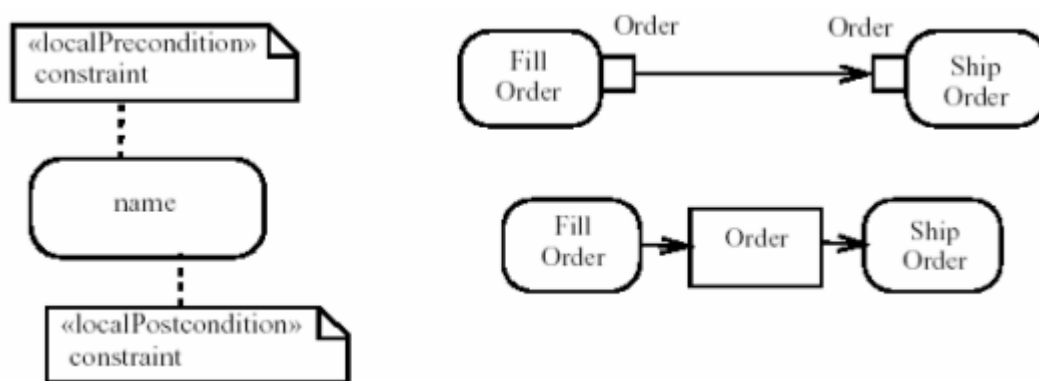 «localPrecondition»
constraint
name
«localPostcondition»
constraint
Order
Order
Fill
Order
Ship
Order
Fill
Order
Order
Ship
Order